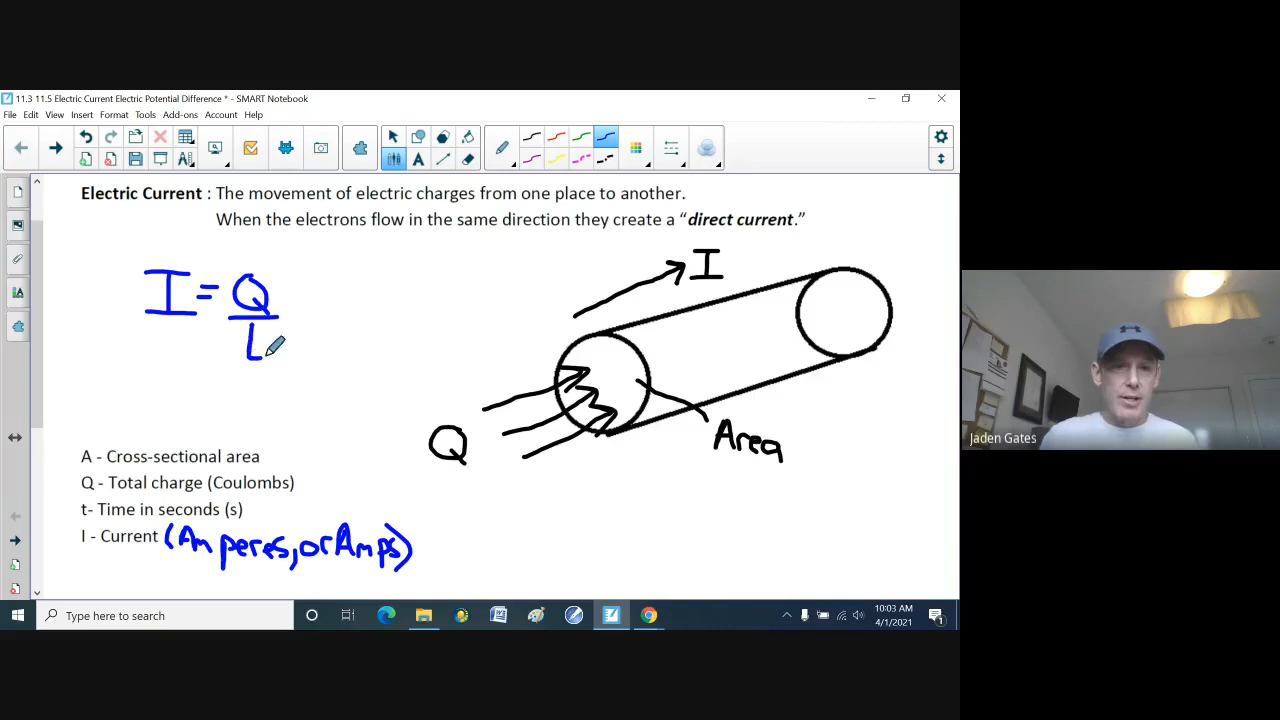 11.3 11.5 Electric Current Electric Potential Difference * - SMART Notebook
File Edit View Insert Format Tools Add-ons Account Help
Electric Current : The movement of electric charges from one place to another.
When the electrons flow in the same direction they create a “direct current.”
I
I = Q
L
Q
Area
A - Cross-sectional area
Q - Total charge (Coulombs)
t- Time in seconds (s)
I - Current (Amperes, or Amps)
Jaden Gates
Type here to search
10:03 AM
4/1/2021
1